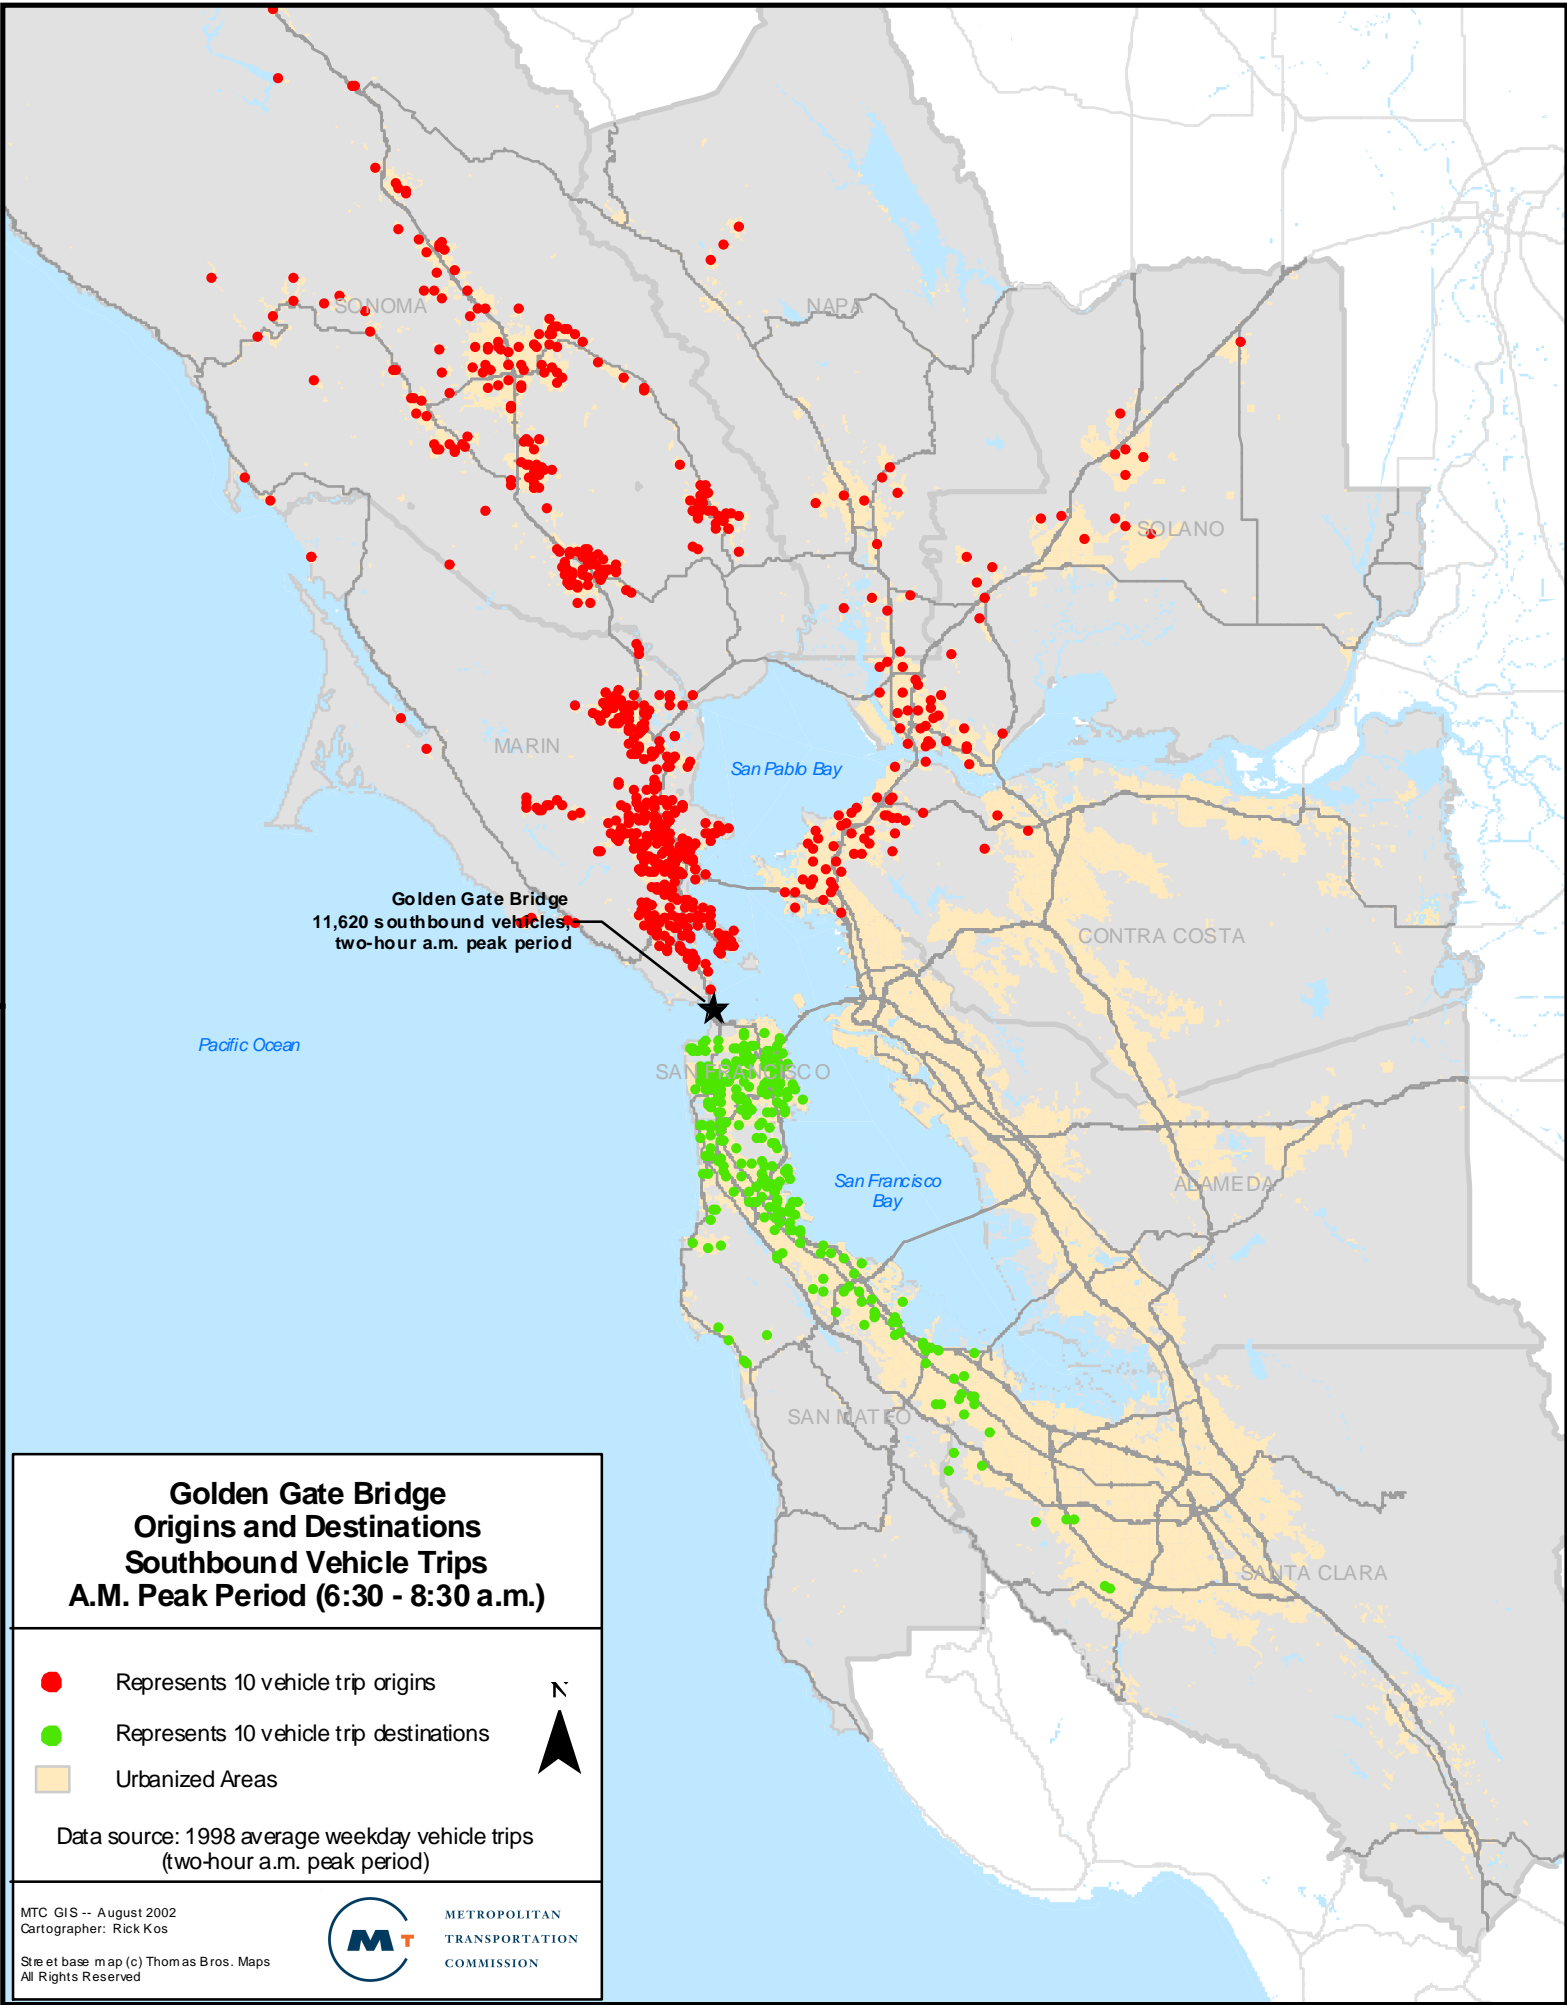 SONOMA
NAPA
SOLANO
MARIN
San Pablo Bay
Golden Gate Bridge
11,620 southbound vehicles,
two-hour a.m. peak period
CONTRA COSTA
Pacific Ocean
SAN FRANCISCO
San Francisco
Bay
ALAMEDA
SAN MATEO
SANTA CLARA
Golden Gate Bridge
Origins and Destinations
Southbound Vehicle Trips
A.M. Peak Period (6:30 - 8:30 a.m.)
Represents 10 vehicle trip origins
N
Represents 10 vehicle trip destinations
Urbanized Areas
Data source: 1998 average weekday vehicle trips
(two-hour a.m. peak period)
MTC GIS -- August 2002
Cartographer: Rick Kos
Street base map (c) Thomas Bros. Maps
All Rights Reserved
M T
METROPOLITAN
TRANSPORTATION
COMMISSION